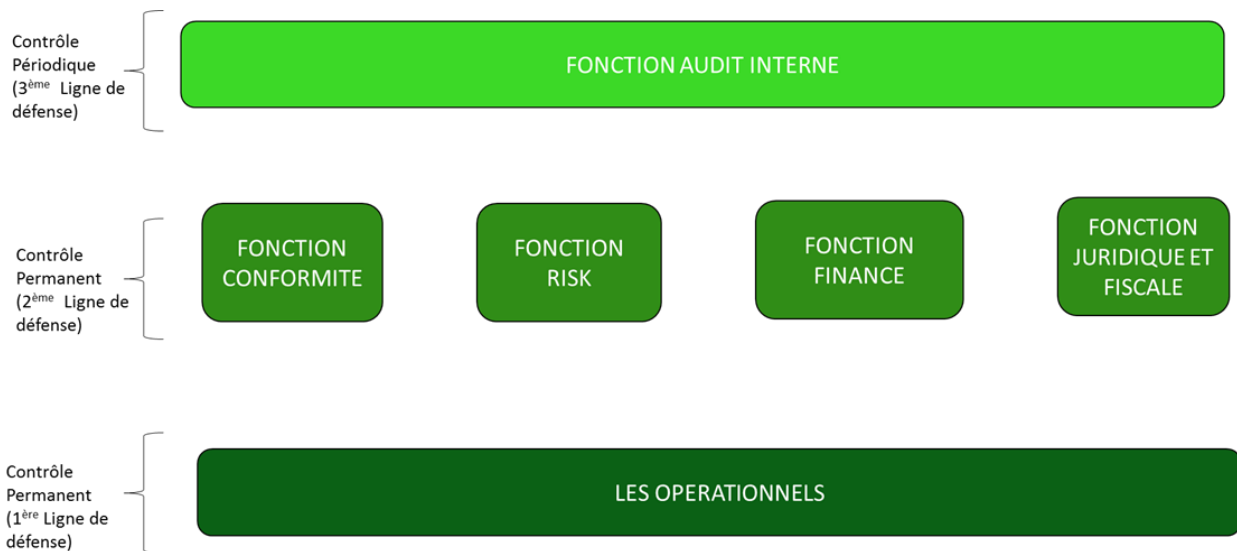 Contrôle
Périodique
(3ème Ligne de
défense)
FONCTION AUDIT INTERNE
Contrôle
Permanent
(2ème Ligne de
défense)
FONCTION
CONFORMITE
FONCTION
RISK
FONCTION
FINANCE
FONCTION
JURIDIQUE ET
FISCALE
Contrôle
Permanent
(1ère Ligne de
défense)
LES OPERATIONNELS